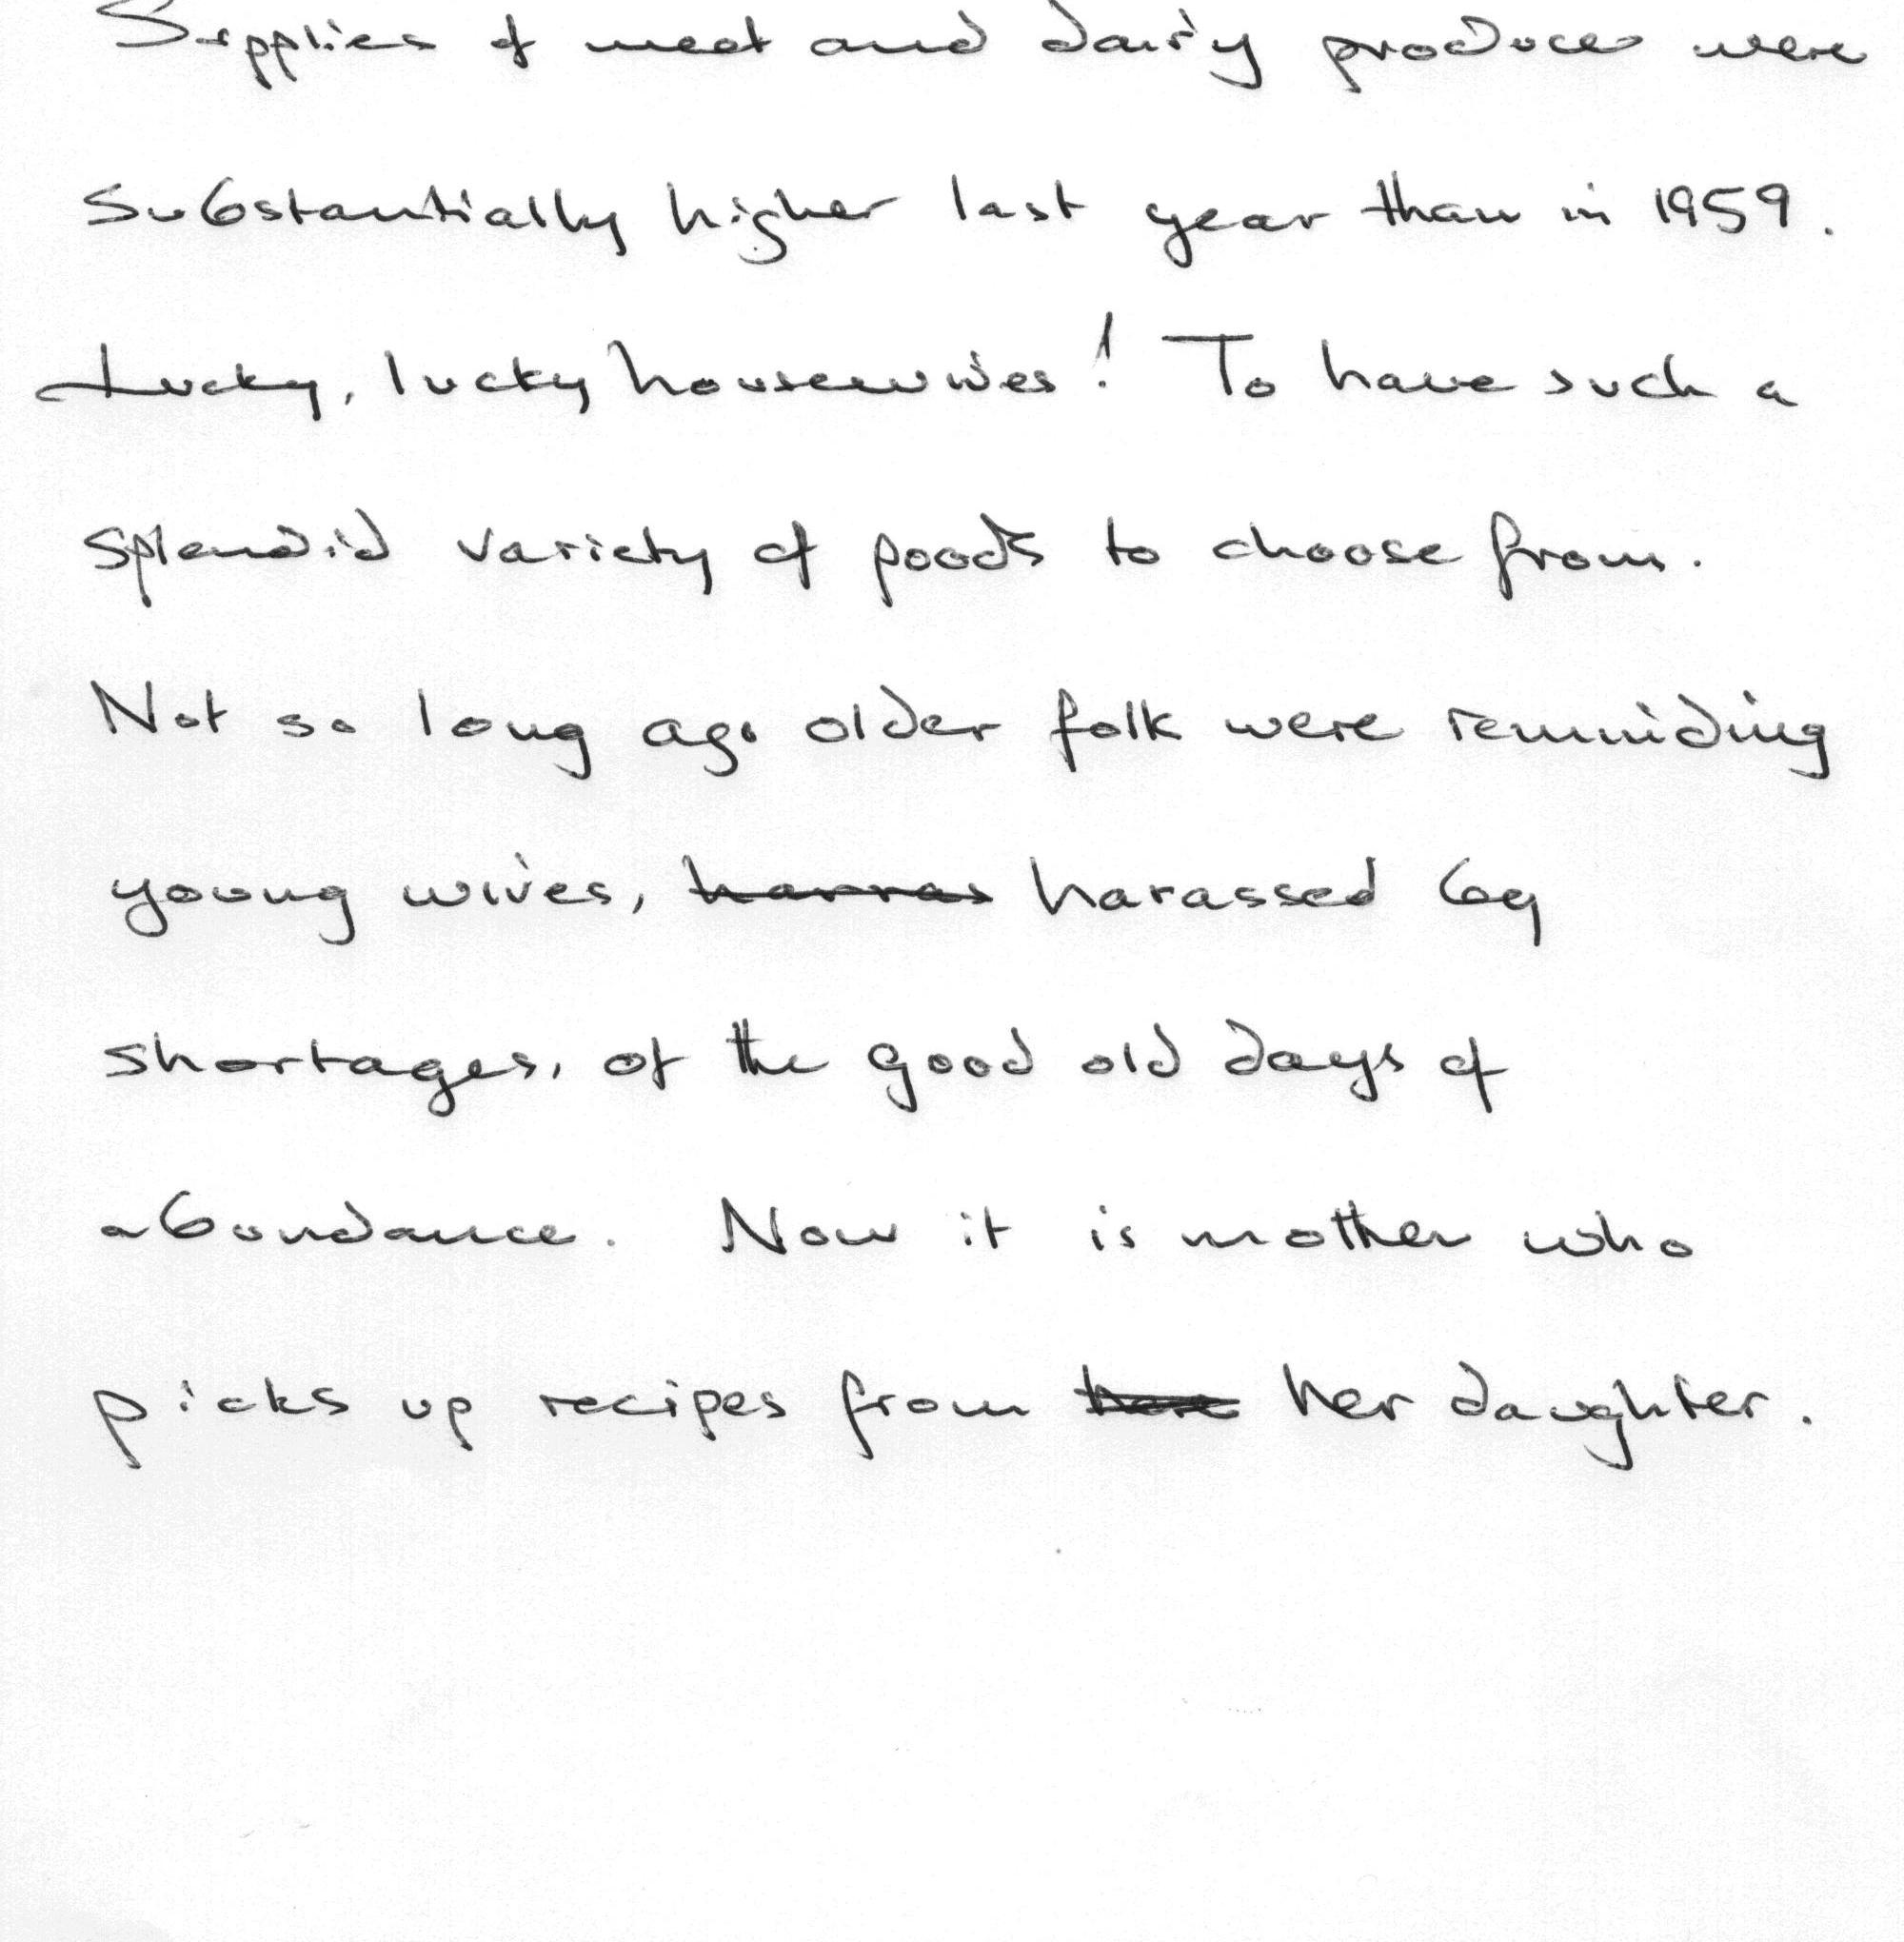 Supplies of meat and dairy produce were
substantially higher last year than in 1959.
Lucky, lucky housewives! To have such a
splendid variety of foods to choose from.
Not so long ago older folk were reminding
young wives, harras harassed by
shortages, of the good old days of
abundance. Now it is mother who
picks up recipes from her daughter.